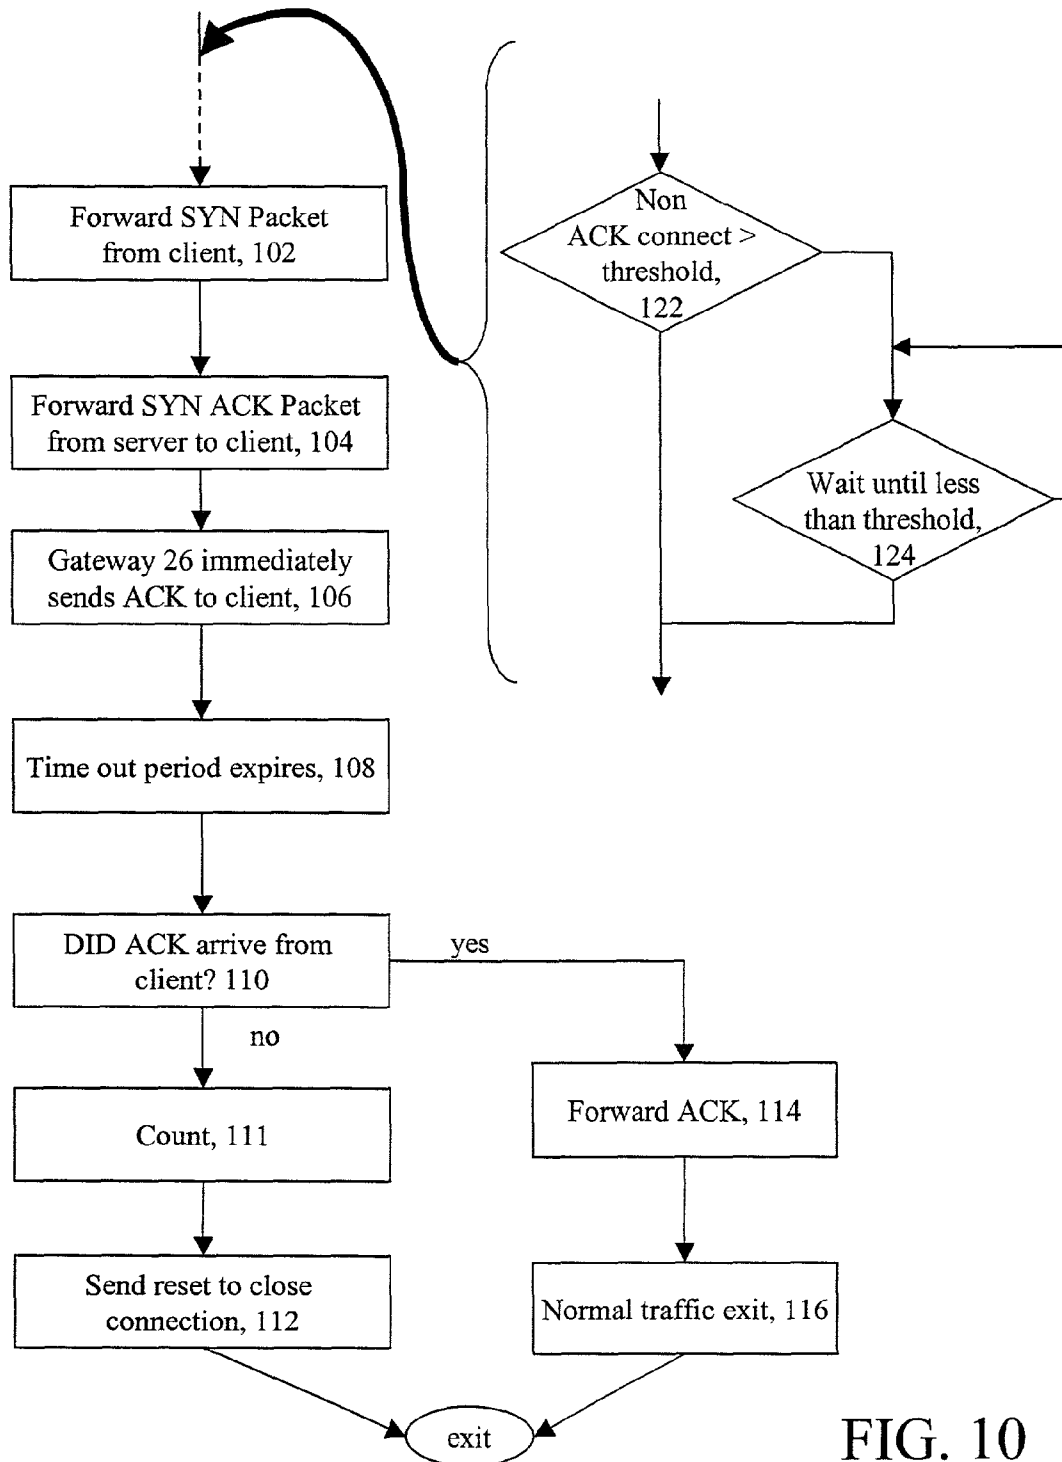 Forward SYN Packet
from client, 102
Forward SYN ACK Packet
from server to client, 104
Gateway 26 immediately
sends ACK to client, 106
Time out period expires, 108
DID ACK arrive from
client? 110
yes
no
Count, 111
Send reset to close
connection, 112
Forward ACK, 114
Normal traffic exit, 116
exit
Non
ACK connect >
threshold,
122
Wait until less
than threshold,
124
FIG. 10